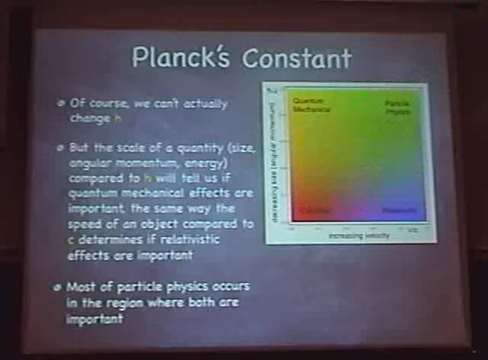 Planck's Constant
Of course, we can't actually
change h
But the scale of a quantity (size,
angular momentum, energy)
compared to h will tell us if
quantum mechanical effects are
important, the same way the
speed of an object compared to
c determines if relativistic
effects are important
Most of particle physics occurs
in the region where both are
important
Quantum
Mechanical
Particle
Physics
increasing velocity